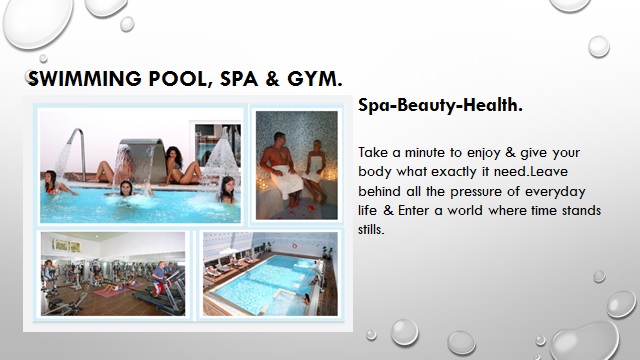 SWIMMING POOL, SPA & GYM.
Spa-Beauty-Health.
Take a minute to enjoy & give your
body what exactly it need.Leave
behind all the pressure of everyday
life & Enter a world where time stands
stills.